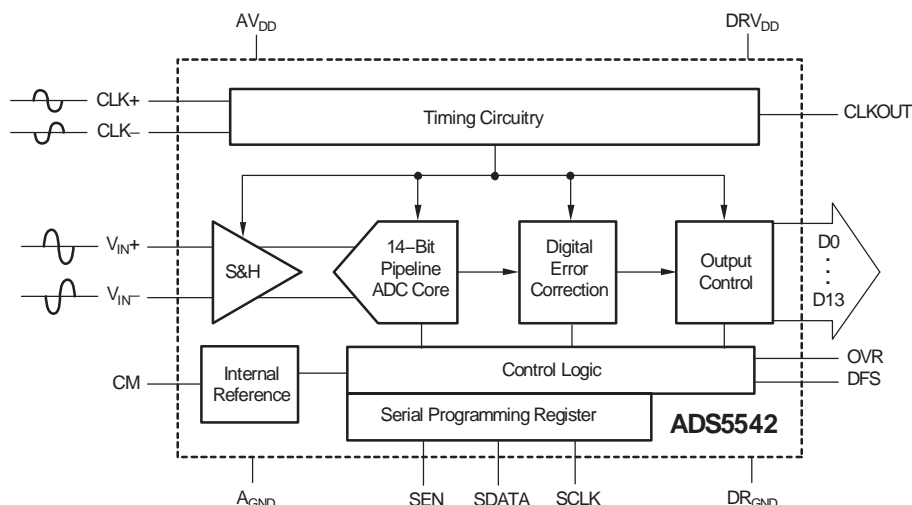 AVDD
DRVDD
CLK+
CLK–
Timing Circuitry
CLKOUT
VIN+
VIN–
S&H
14–Bit
Pipeline
ADC Core
Digital
Error
Correction
Output
Control
D0
.
.
.
D13
CM
Internal
Reference
Control Logic
OVR
DFS
Serial Programming Register
ADS5542
AGND
SEN
SDATA
SCLK
DRGND